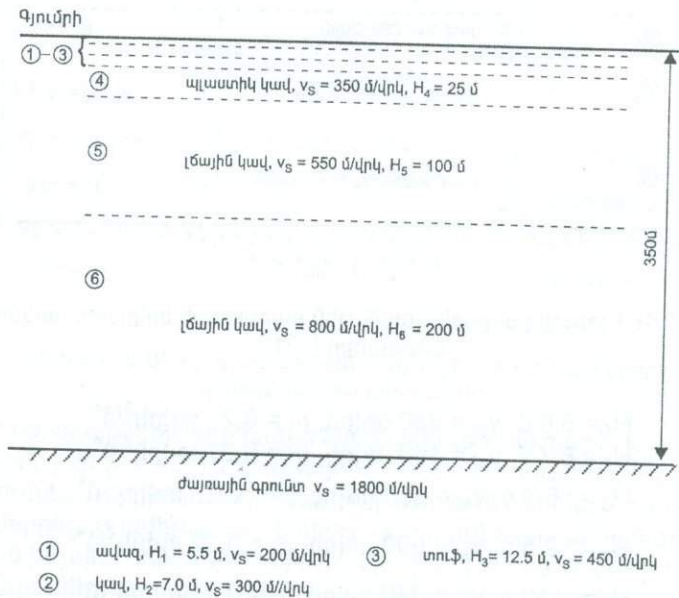 Գյումրի
①–③
④ պլաստիկ կավ, vS = 350 մ/վրկ, H4 = 25 մ
⑤ լճային կավ, vS = 550 մ/վրկ, H5 = 100 մ
350մ
⑥
լճային կավ, vS = 800 մ/վրկ, H6 = 200 մ
ժայռային գրունտ vS = 1800 մ/վրկ
① ավազ, H1 = 5.5 մ, vS= 200 մ/վրկ ③ տուֆ, H3= 12.5 մ, vS = 450 մ/վրկ
② կավ, H2=7.0 մ, vS= 300 մ//վրկ